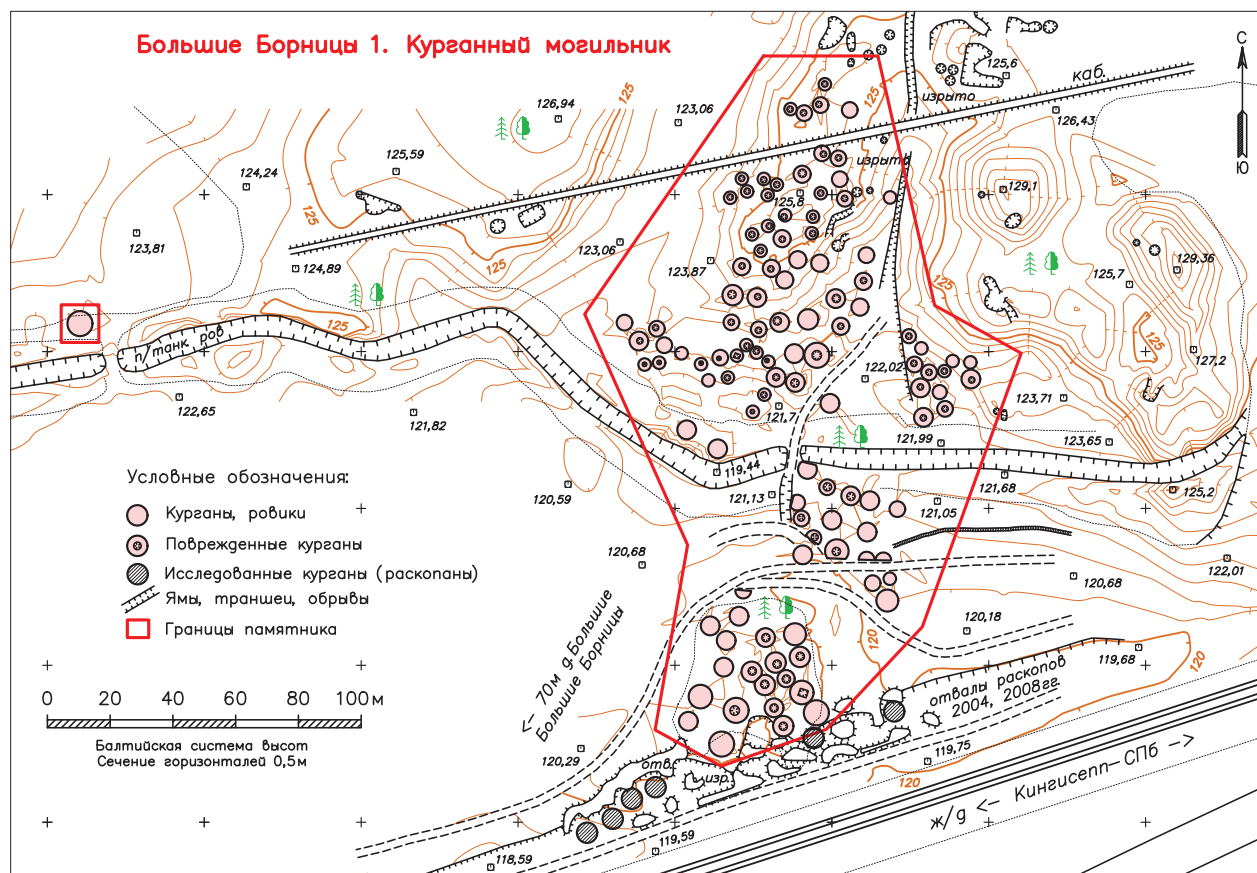 Большие Борницы 1. Курганный могильник
С
Ю
125,6
каб.
125
126,94
123,06
125
изрыто
126,43
125,59
изрыто
124,24
129,1
125,8
125
123,81
123,06
129,36
124,89
125
123,87
125,7
125
125
п/танк. ров
125
127,2
122,02
122,65
121,82
121,7
123,71
121,99
123,65
119,44
120,59
121,13
121,68
125,2
121,05
Условные обозначения:
Курганы, ровики
Поврежденные курганы
Исследованные курганы (раскопаны)
Ямы, траншеи, обрывы
Границы памятника
120,68
122,01
120,68
120,18
120
119,68
120
<- 70м д.Большие
Большие Борницы
отвалы раскопов
2004, 2008гг.
0 20 40 60 80 100м
Балтийская система высот
Сечение горизонталей 0,5м
120,29
отв.
изр.
119,75
120
ж/д <- Кингисепп-СПб ->
119,59
118,59